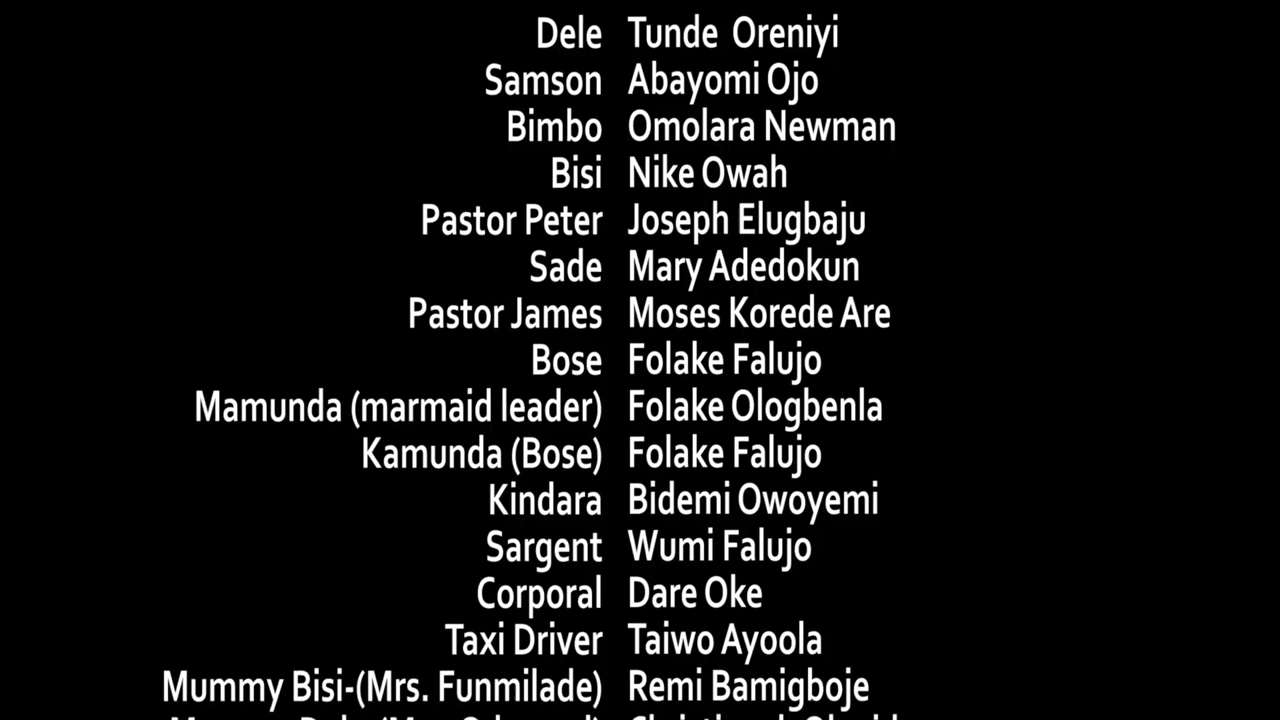 Dele Tunde Oreniyi
Samson Abayomi Ojo
Bimbo Omolara Newman
Bisi Nike Owah
Pastor Peter Joseph Elugbaju
Sade Mary Adedokun
Pastor James Moses Korede Are
Bose Folake Falujo
Mamunda (marmaid leader) Folake Ologbenla
Kamunda (Bose) Folake Falujo
Kindara Bidemi Owoyemi
Sargent Wumi Falujo
Corporal Dare Oke
Taxi Driver Taiwo Ayoola
Mummy Bisi-(Mrs. Funmilade) Remi Bamigboje